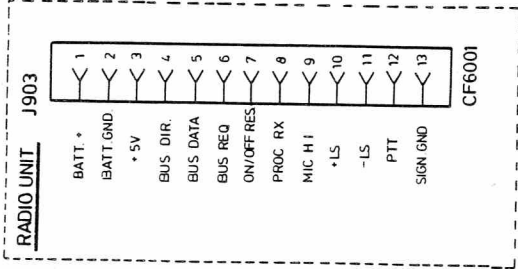 RADIO UNIT
J903
1
2
3
4
5
6
7
8
9
10
11
12
13
CF6001
BATT. +
BATT.GND
+ 5V
BUS DIR.
BUS DATA
BUS REQ
ON/OFF RES
PROC RX
MIC HI
+LS
-LS
PTT
SIGN GND